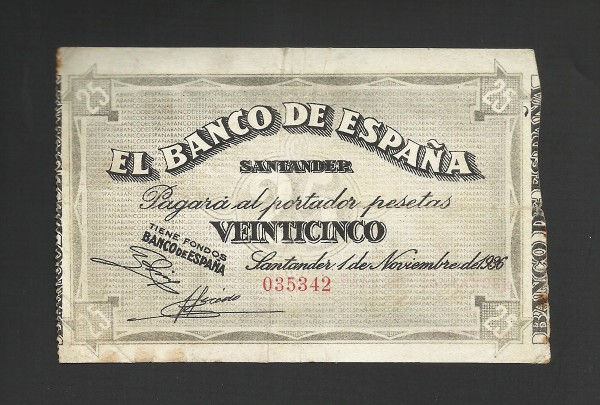 25
25
EL BANCO DE ESPAÑA
SANTANDER
Pagará al portador pesetas
VEINTICINCO
TIENE FONDOS
BANCO DE ESPAÑA
Santander, 1 de Noviembre de 1936
035342
25
25